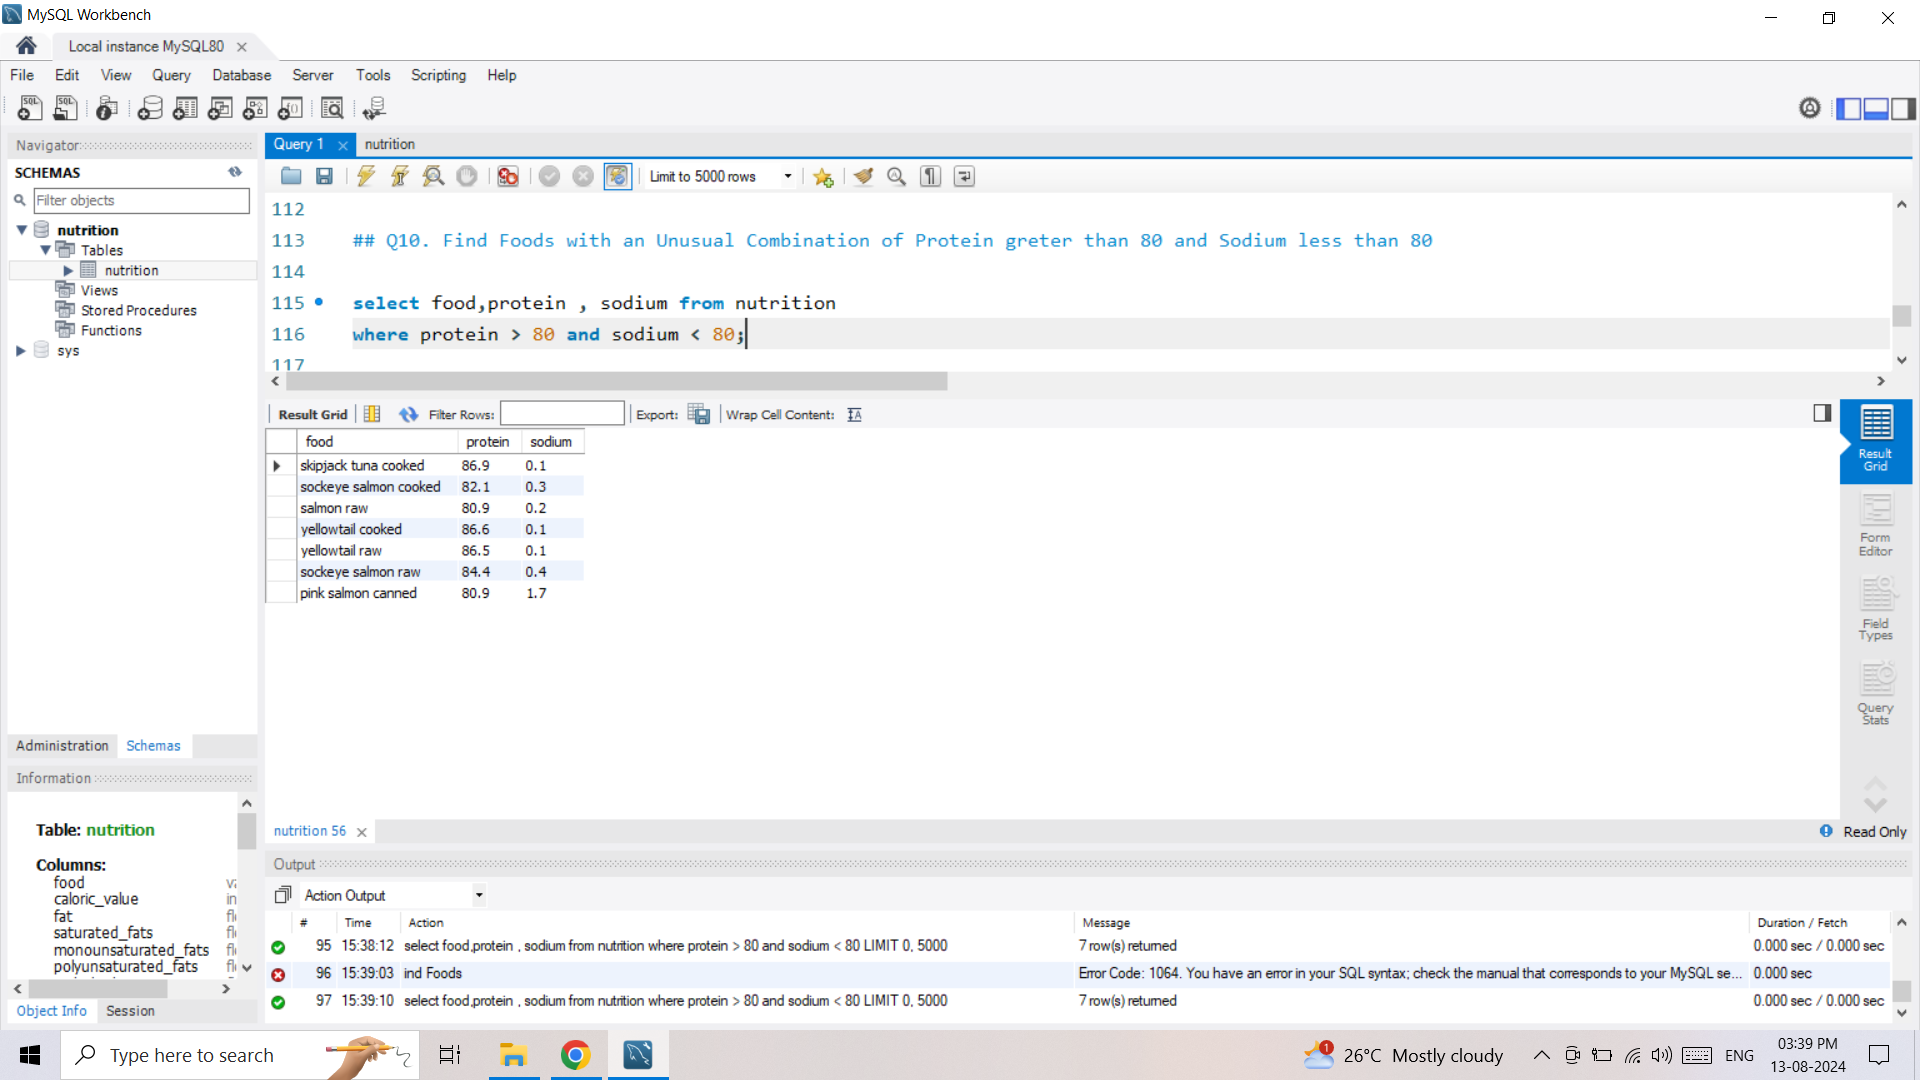 MySQL Workbench
Local instance MySQL80
File Edit View Query Database Server Tools Scripting Help
Navigator
SCHEMAS
Filter objects
nutrition
Tables
nutrition
Views
Stored Procedures
Functions
sys
Administration Schemas
Information
Table: nutrition
Columns:
food
caloric_value
fat
saturated_fats
monounsaturated_fats
polyunsaturated_fats
Object Info Session
Query 1 nutrition
Limit to 5000 rows
112
113 ## Q10. Find Foods with an Unusual Combination of Protein greter than 80 and Sodium less than 80
114
115 select food,protein , sodium from nutrition
116 where protein > 80 and sodium < 80;
117
Result Grid Filter Rows: Export: Wrap Cell Content:
food protein sodium
skipjack tuna cooked 86.9 0.1
sockeye salmon cooked 82.1 0.3
salmon raw 80.9 0.2
yellowtail cooked 86.6 0.1
yellowtail raw 86.5 0.1
sockeye salmon raw 84.4 0.4
pink salmon canned 80.9 1.7
Result
Grid
Form
Editor
Field
Types
Query
Stats
nutrition 56
Read Only
Output
Action Output
# Time Action Message Duration / Fetch
95 15:38:12 select food,protein , sodium from nutrition where protein > 80 and sodium < 80 LIMIT 0, 5000 7 row(s) returned 0.000 sec / 0.000 sec
96 15:39:03 ind Foods Error Code: 1064. You have an error in your SQL syntax; check the manual that corresponds to your MySQL se... 0.000 sec
97 15:39:10 select food,protein , sodium from nutrition where protein > 80 and sodium < 80 LIMIT 0, 5000 7 row(s) returned 0.000 sec / 0.000 sec
Type here to search
1
26°C Mostly cloudy
ENG
03:39 PM
13-08-2024